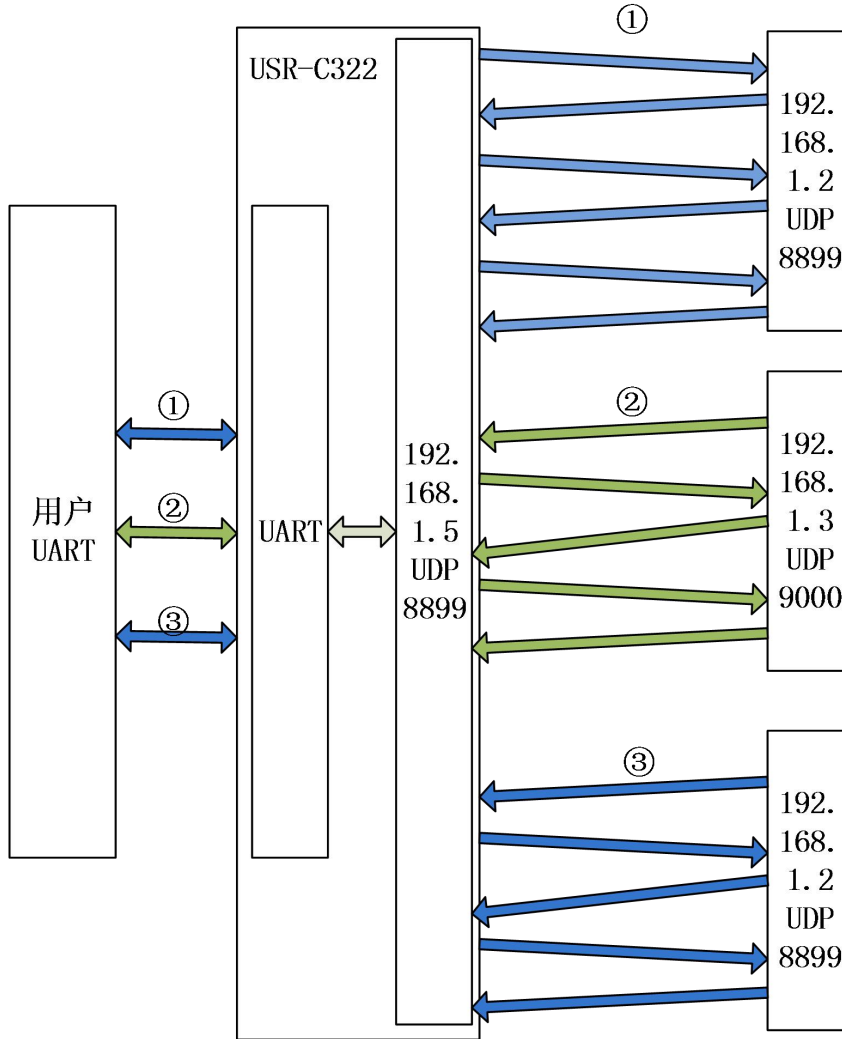 ①
USR-C322
192.
168.
1.2
UDP
8899
①
②
③
用户
UART
UART
192.
168.
1.5
UDP
8899
②
192.
168.
1.3
UDP
9000
③
192.
168.
1.2
UDP
8899